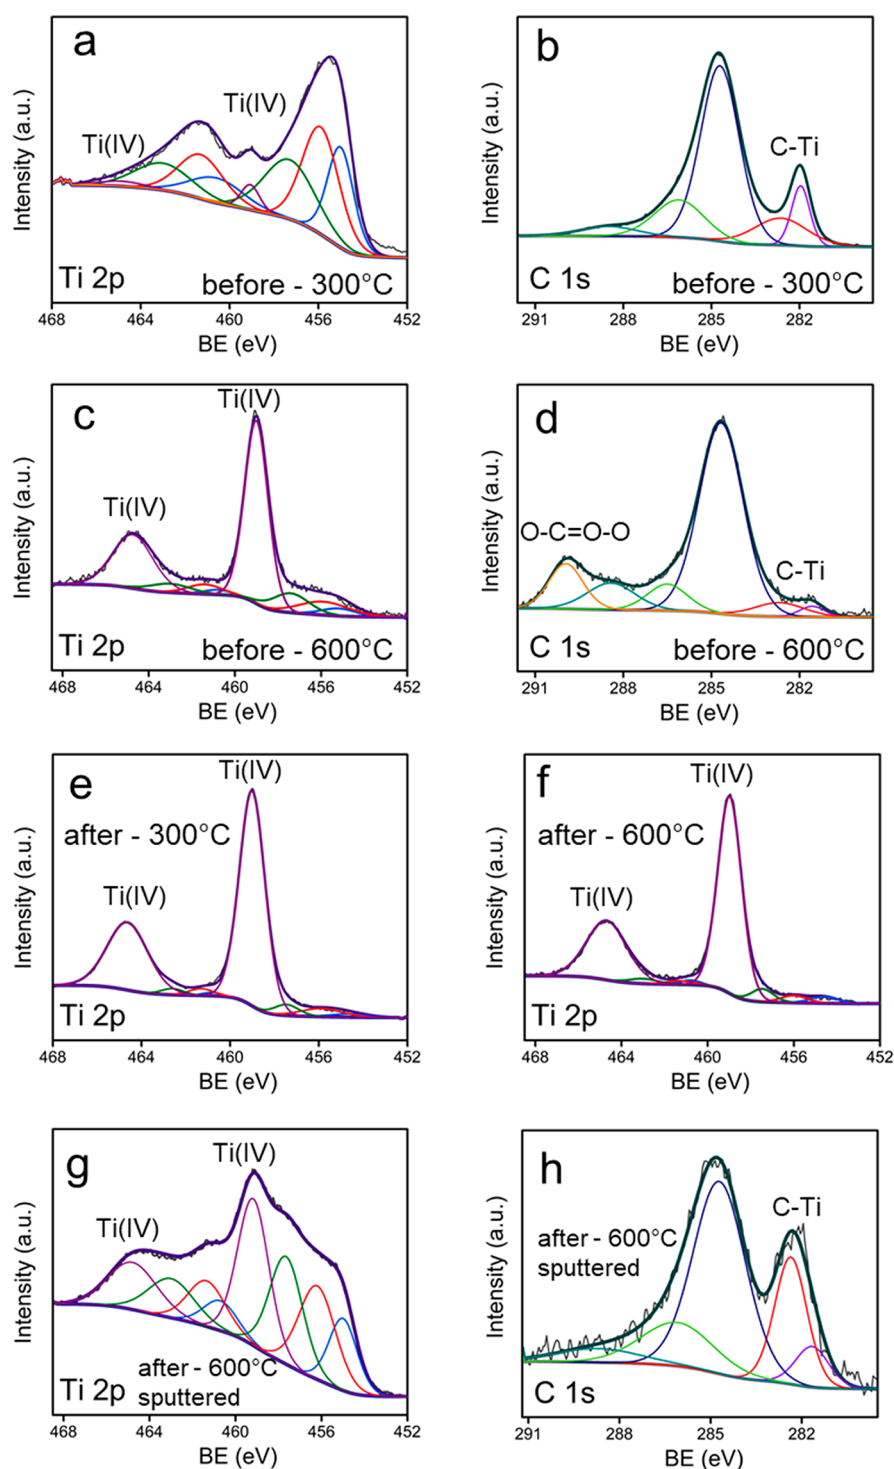 a
Ti(IV)
Ti(IV)
Ti 2p
before - 300°C
468 464 460 456 452
BE (eV)
Intensity (a.u.)
b
C-Ti
C 1s
before - 300°C
291 288 285 282
BE (eV)
Intensity (a.u.)
c
Ti(IV)
Ti(IV)
Ti 2p
before - 600°C
468 464 460 456 452
BE (eV)
Intensity (a.u.)
d
O-C=O-O
C-Ti
C 1s
before - 600°C
291 288 285 282
BE (eV)
Intensity (a.u.)
e
Ti(IV)
after - 300°C
Ti(IV)
Ti 2p
468 464 460 456 452
BE (eV)
Intensity (a.u.)
f
Ti(IV)
after - 600°C
Ti(IV)
Ti 2p
468 464 460 456 452
BE (eV)
Intensity (a.u.)
g
Ti(IV)
Ti(IV)
after - 600°C
sputtered
Ti 2p
468 464 460 456 452
BE (eV)
Intensity (a.u.)
h
C-Ti
after - 600°C
sputtered
C 1s
291 288 285 282
BE (eV)
Intensity (a.u.)